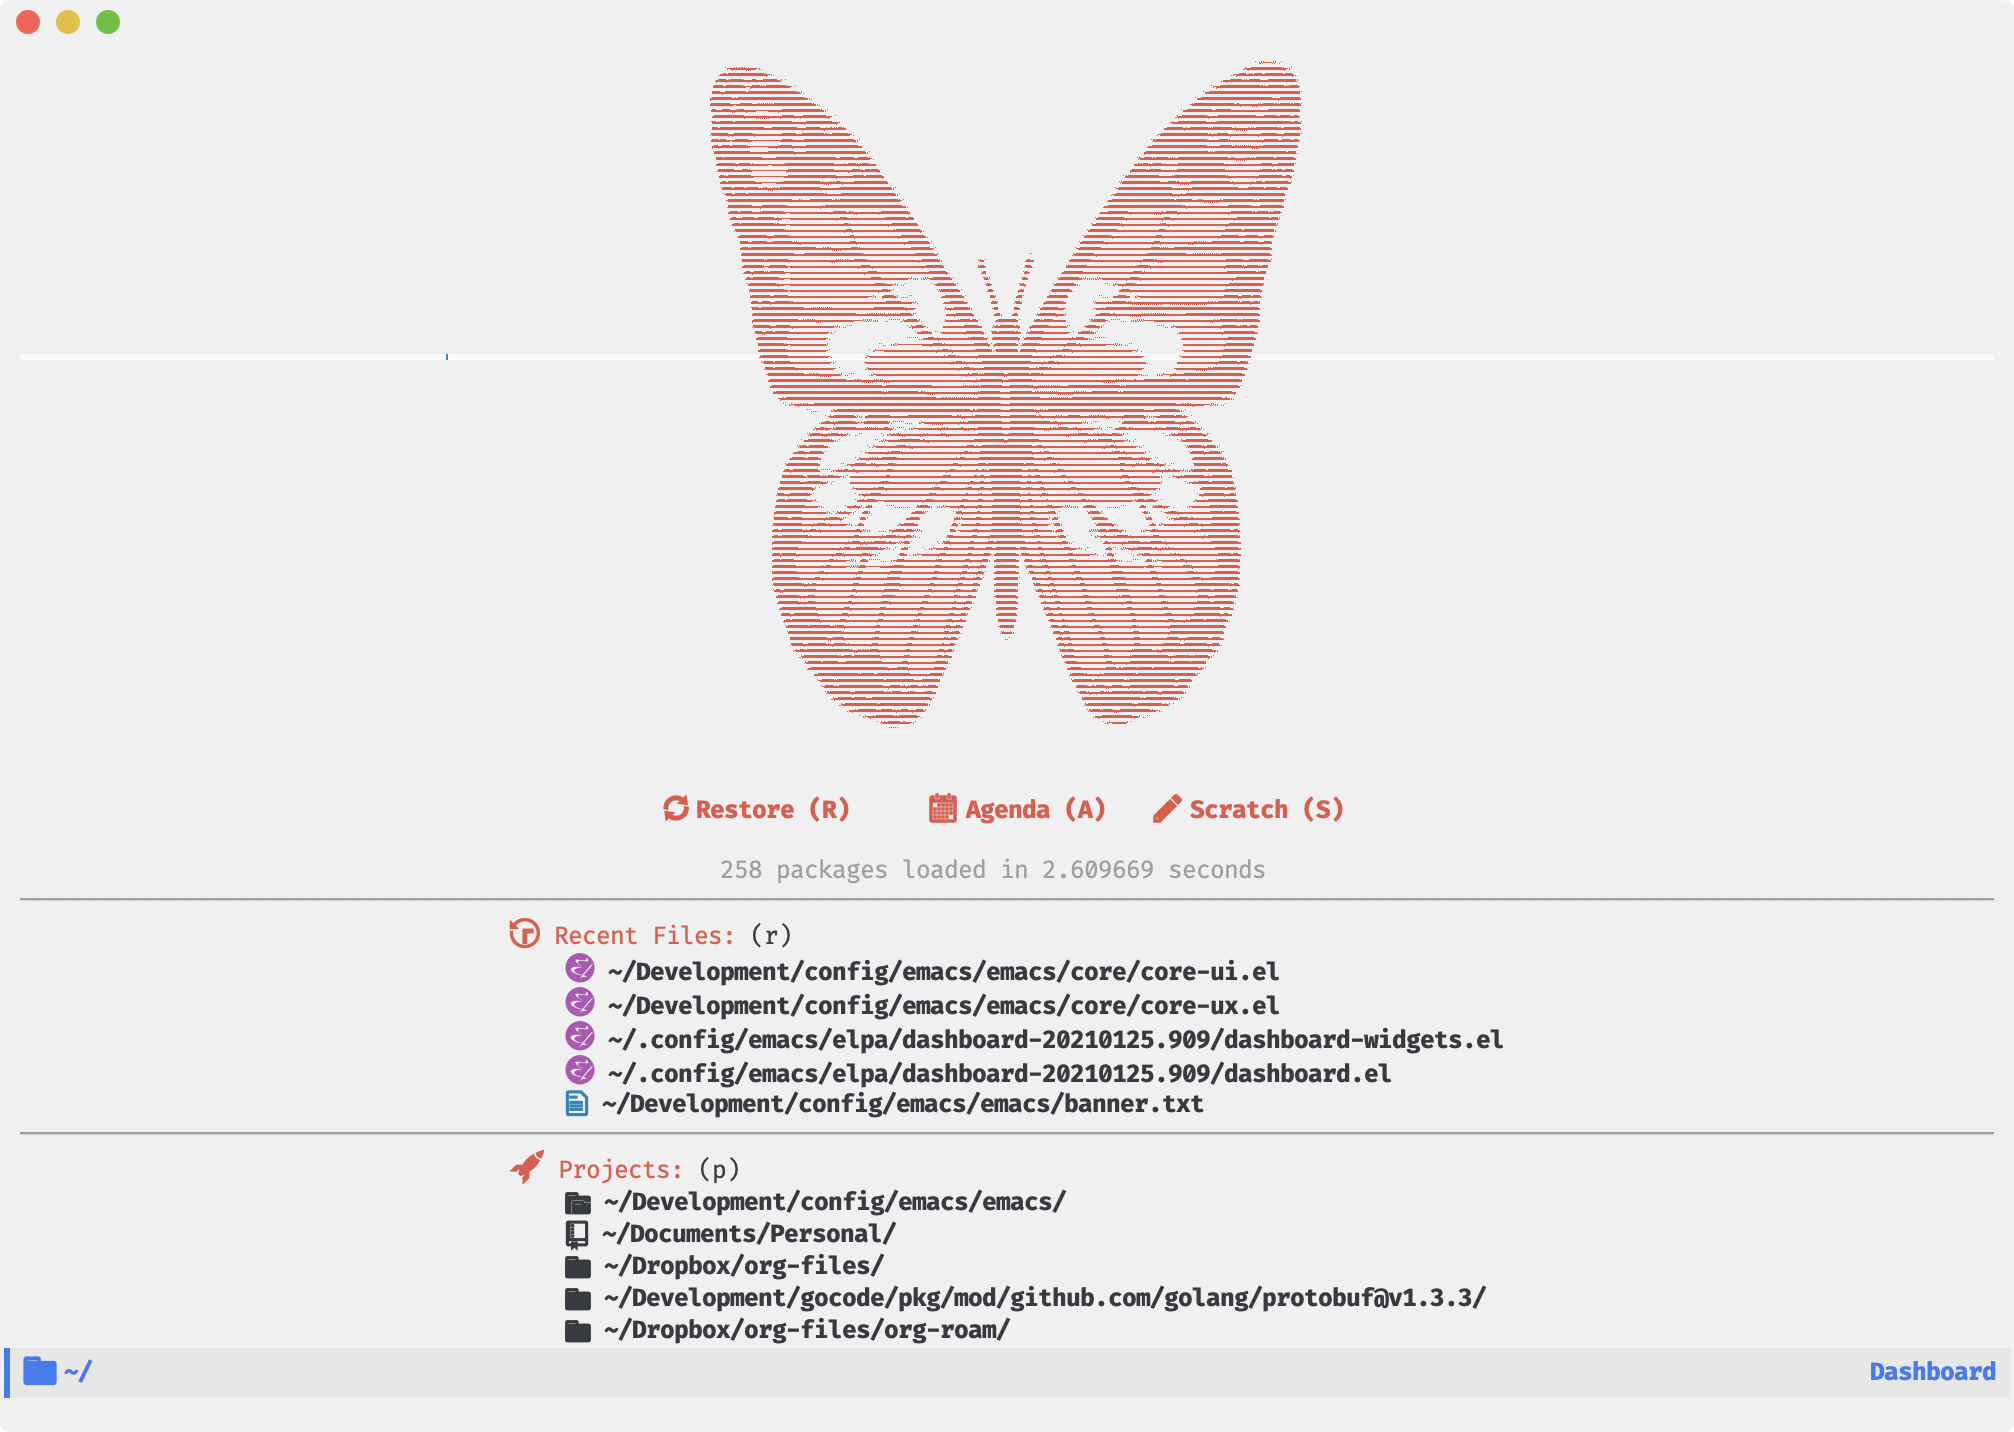 Restore (R) Agenda (A) Scratch (S)
258 packages loaded in 2.609669 seconds
Recent Files: (r)
~/Development/config/emacs/emacs/core/core-ui.el
~/Development/config/emacs/emacs/core/core-ux.el
~/.config/emacs/elpa/dashboard-20210125.909/dashboard-widgets.el
~/.config/emacs/elpa/dashboard-20210125.909/dashboard.el
~/Development/config/emacs/emacs/banner.txt
Projects: (p)
~/Development/config/emacs/emacs/
~/Documents/Personal/
~/Dropbox/org-files/
~/Development/gocode/pkg/mod/github.com/golang/protobuf@v1.3.3/
~/Dropbox/org-files/org-roam/
~/ Dashboard